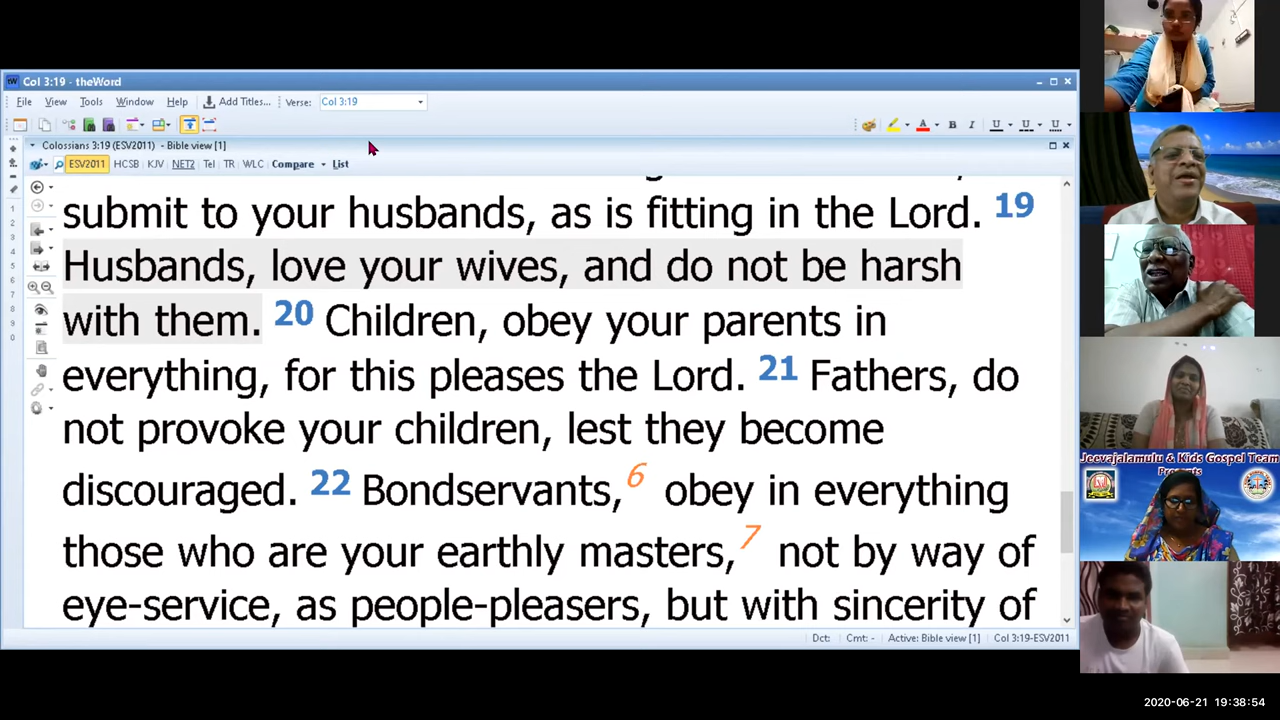 Col 3:19 - theWord
File View Tools Window Help Add Titles... Verse: Col 3:19
B I U U U
Colossians 3:19 (ESV2011) - Bible view [1]
ESV2011 HCSB KJV NET2 Tel TR WLC Compare List
submit to your husbands, as is fitting in the Lord. 19
Husbands, love your wives, and do not be harsh
with them. 20 Children, obey your parents in
everything, for this pleases the Lord. 21 Fathers, do
not provoke your children, lest they become
discouraged. 22 Bondservants,6 obey in everything
those who are your earthly masters,7 not by way of
eye-service, as people-pleasers, but with sincerity of
Dct: Cmt: - Active: Bible view [1] Col 3:19-ESV2011
Jeevajalamulu & Kids Gospel Team
Presents
2020-06-21 19:38:54